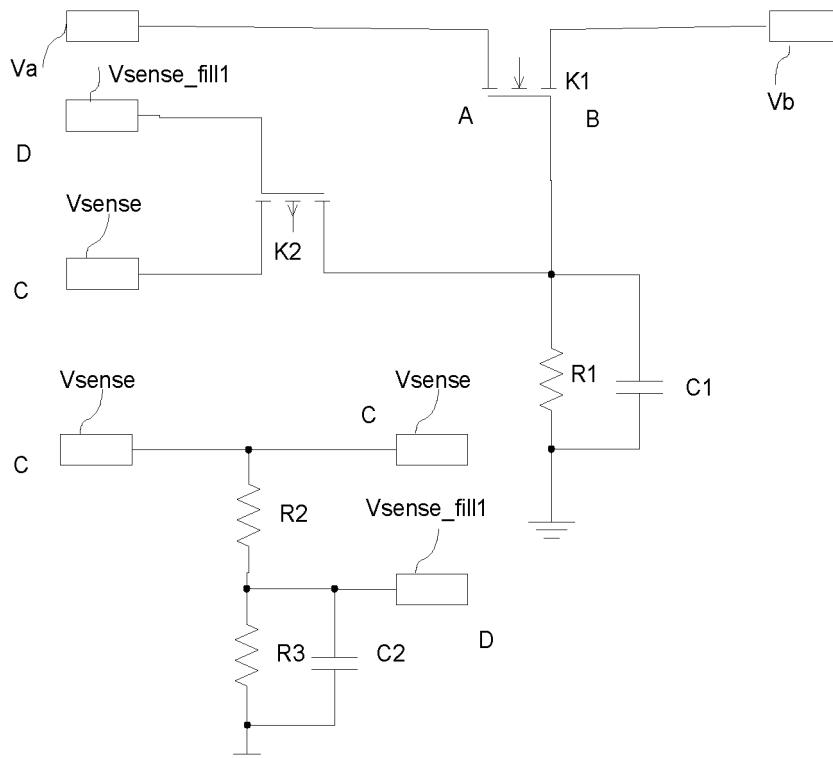 Va
Vsense_fill1
K1
A
B
Vb
D
Vsense
K2
C
R1
C1
Vsense
Vsense
C
C
R2
Vsense_fill1
R3
C2
D